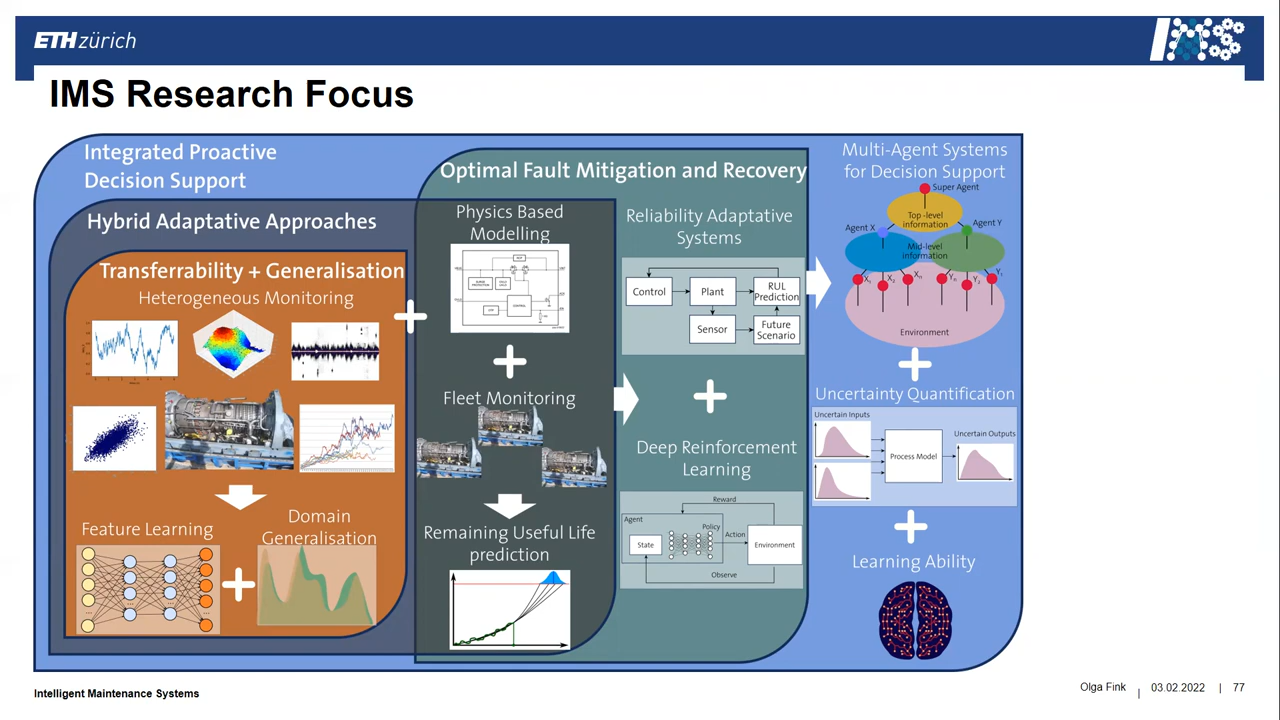 ETH zürich
IMS
IMS Research Focus
Integrated Proactive
Decision Support
Hybrid Adaptative Approaches
Transferrability + Generalisation
Heterogeneous Monitoring
Feature Learning
Domain
Generalisation
Optimal Fault Mitigation and Recovery
Physics Based
Modelling
CONTROL
Fleet Monitoring
Remaining Useful Life
prediction
Reliability Adaptative
Systems
Control
Plant
RUL
Prediction
Sensor
Future
Scenario
Deep Reinforcement
Learning
Reward
Agent
Policy
State
Action
Environment
Observe
Multi-Agent Systems
for Decision Support
Super Agent
Top -level
information
Agent X
Agent Y
Mid-level
information
Environment
Uncertainty Quantification
Uncertain Inputs
Process Model
Uncertain Outputs
Learning Ability
Intelligent Maintenance Systems
Olga Fink | 03.02.2022 | 77